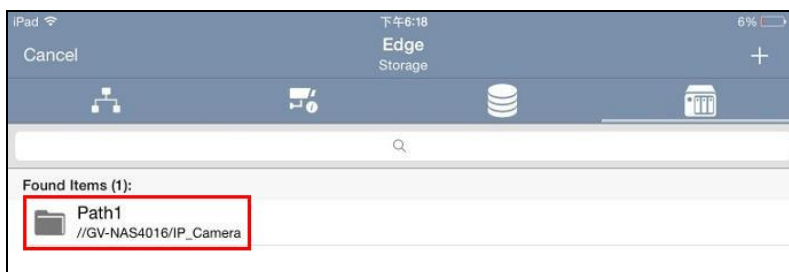 iPad 下午6:18 6%
Cancel Edge
Storage
Found Items (1):
Path1
//GV-NAS4016/IP_Camera